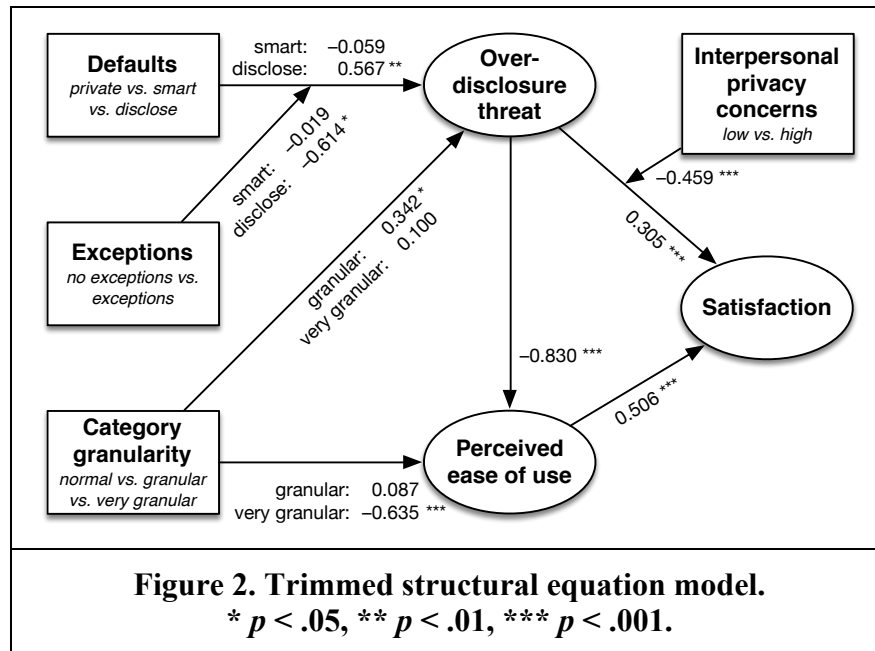 Defaults
private vs. smart
vs. disclose
smart: −0.059
disclose: 0.567 **
Over-
disclosure
threat
Interpersonal
privacy
concerns
low vs. high
smart: −0.019
disclose: −0.614 *
−0.459 ***
Exceptions
no exceptions vs.
exceptions
granular: 0.342 *
very granular: 0.100
0.305 ***
Satisfaction
−0.830 ***
0.506 ***
Category
granularity
normal vs. granular
vs. very granular
Perceived
ease of use
granular: 0.087
very granular: −0.635 ***
Figure 2. Trimmed structural equation model.
* p < .05, ** p < .01, *** p < .001.